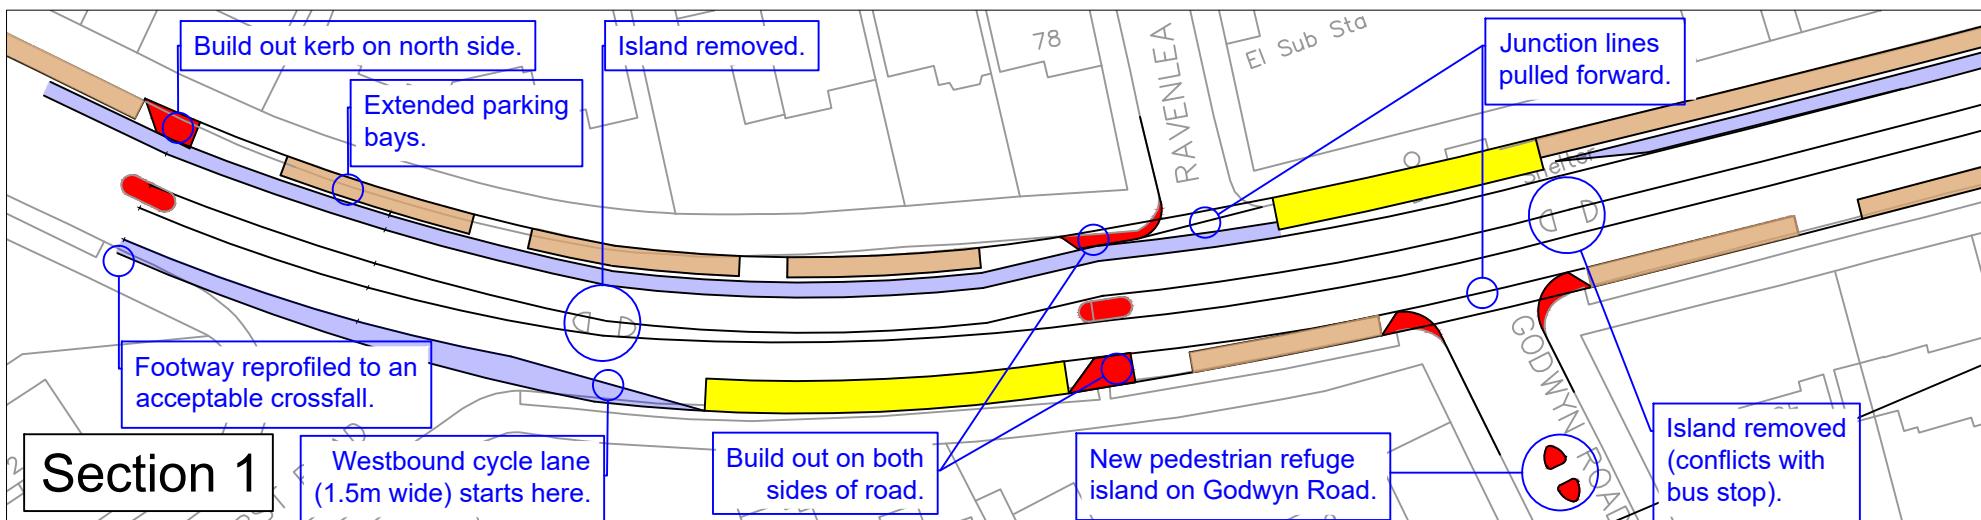 Build out kerb on north side.
Island removed.
78
El Sub Sta
Junction lines
pulled forward.
Extended parking
bays.
RAVENLEA
Shelter
Footway reprofiled to an
acceptable crossfall.
GODWYN ROAD
Section 1
Westbound cycle lane
(1.5m wide) starts here.
Build out on both
sides of road.
New pedestrian refuge
island on Godwyn Road.
Island removed
(conflicts with
bus stop).